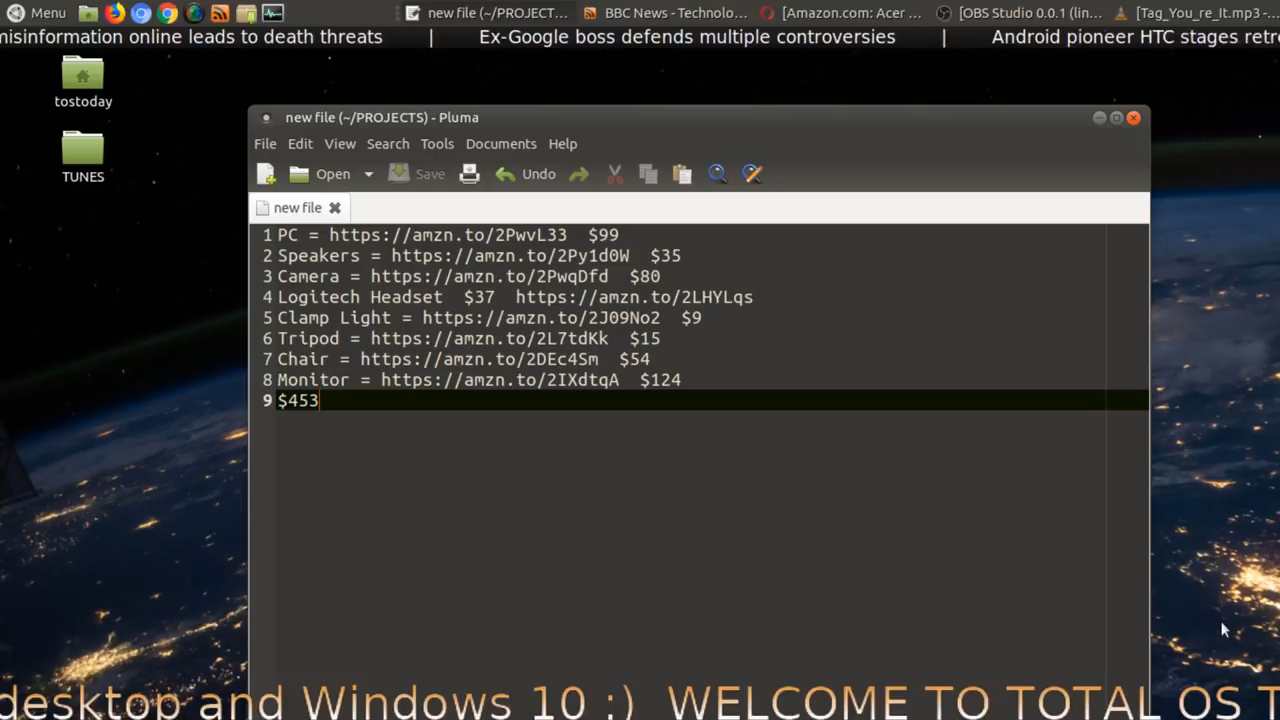 Menu new file (~/PROJECT... BBC News - Technolo... [Amazon.com: Acer ... [OBS Studio 0.0.1 (lin... [Tag_You_re_It.mp3 -...
misinformation online leads to death threats | Ex-Google boss defends multiple controversies | Android pioneer HTC stages retr
tostoday
TUNES
new file (~/PROJECTS) - Pluma
File Edit View Search Tools Documents Help
Open Save Undo
new file
1 PC = https://amzn.to/2PwvL33 $99
2 Speakers = https://amzn.to/2Py1d0W $35
3 Camera = https://amzn.to/2PwqDfd $80
4 Logitech Headset $37 https://amzn.to/2LHYLqs
5 Clamp Light = https://amzn.to/2J09No2 $9
6 Tripod = https://amzn.to/2L7tdKk $15
7 Chair = https://amzn.to/2DEc4Sm $54
8 Monitor = https://amzn.to/2IXdtqA $124
9 $453
desktop and Windows 10 :) WELCOME TO TOTAL OS T